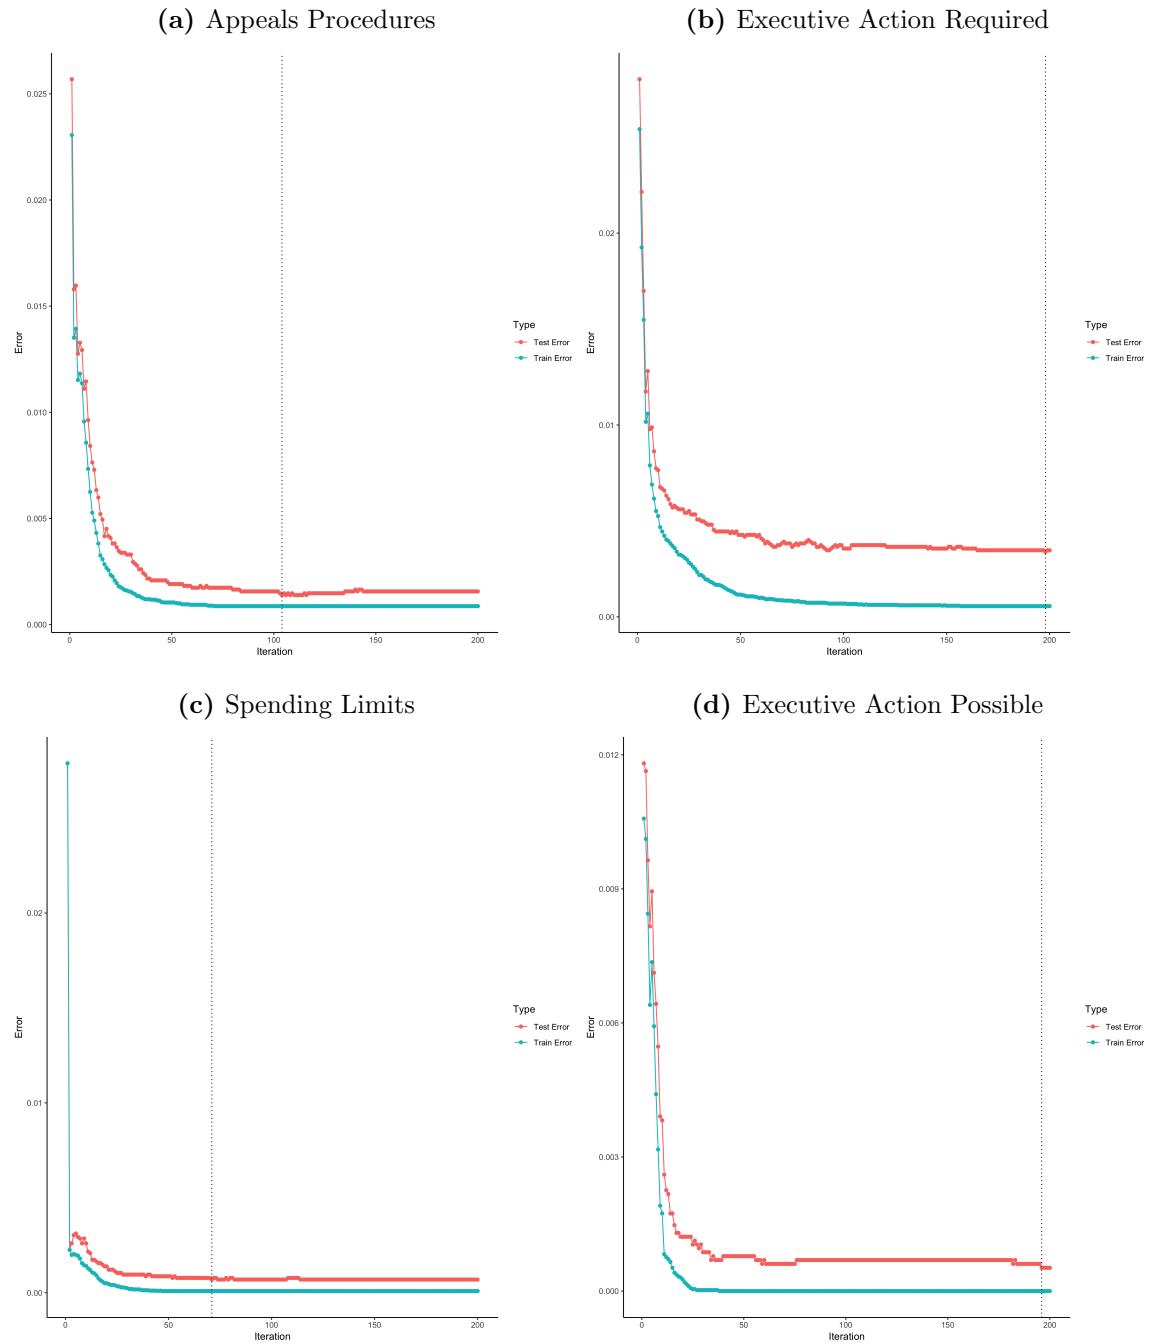 (a) Appeals Procedures
0.025
0.020
0.015
0.010
0.005
0.000
Error
0 50 100 150 200
Iteration
Type
Test Error
Train Error
(b) Executive Action Required
0.02
0.01
0.00
Error
0 50 100 150 200
Iteration
Type
Test Error
Train Error
(c) Spending Limits
0.02
0.01
0.00
Error
0 50 100 150 200
Iteration
Type
Test Error
Train Error
(d) Executive Action Possible
0.012
0.009
0.006
0.003
0.000
Error
0 50 100 150 200
Iteration
Type
Test Error
Train Error